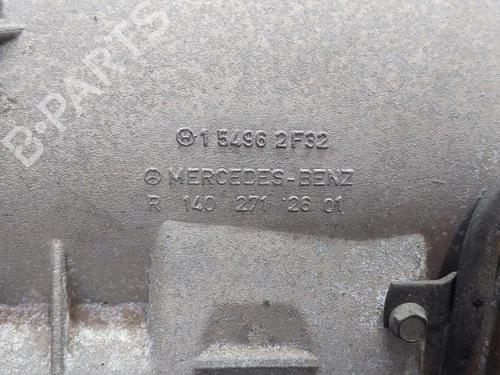 B-PARTS
1 5496 2F32
MERCEDES-BENZ
R 140 271 26 01